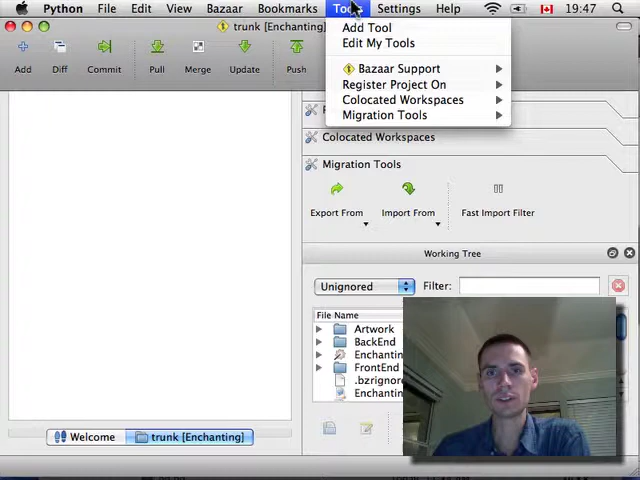 Python File Edit View Bazaar Bookmarks Tools Settings Help 19:47
trunk [Enchanting]
Add Diff Commit Pull Merge Update Push
Add Tool
Edit My Tools
Bazaar Support
Register Project On
Colocated Workspaces
Migration Tools
Colocated Workspaces
Migration Tools
Export From Import From Fast Import Filter
Working Tree
Unignored Filter:
File Name
Artwork
BackEnd
Enchantin
FrontEnd
.bzrignor
Enchantin
Welcome trunk [Enchanting]